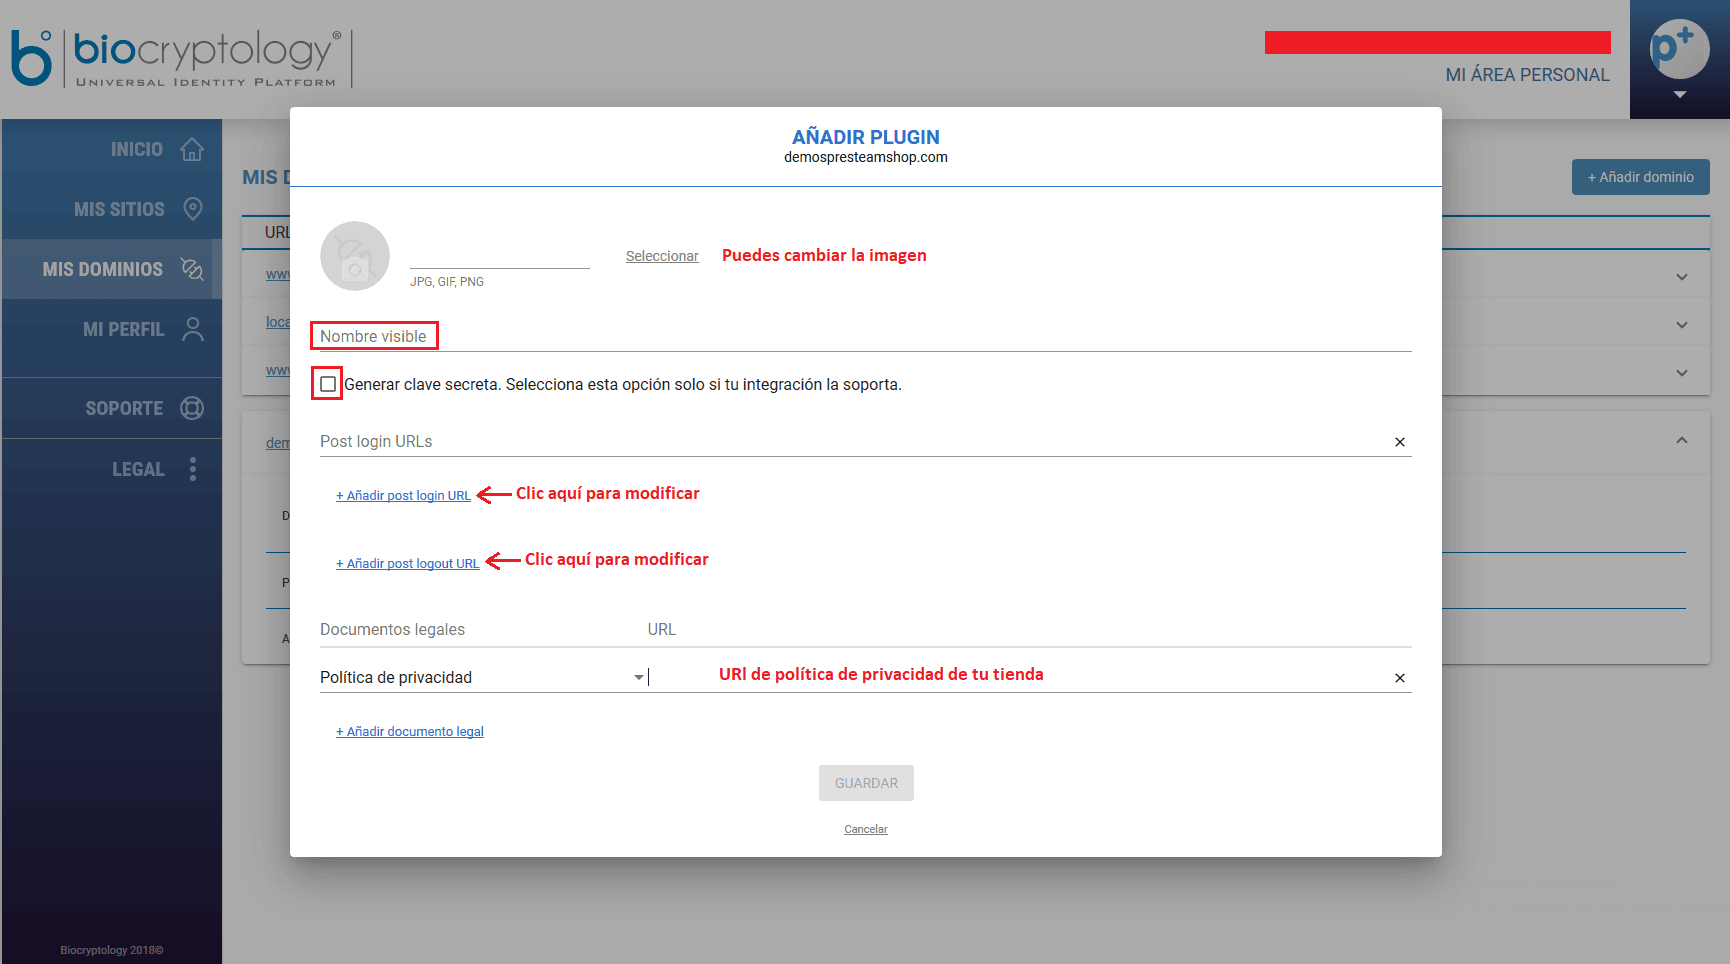 b° biocryptology®
UNIVERSAL IDENTITY PLATFORM
MI ÁREA PERSONAL
p+
INICIO
MIS SITIOS
MIS DOMINIOS
MI PERFIL
SOPORTE
LEGAL
Biocryptology 2018©
MIS D
+ Añadir dominio
URL
www
loca
www
dem
D
P
A
AÑADIR PLUGIN
demospresteamshop.com
Seleccionar
Puedes cambiar la imagen
JPG, GIF, PNG
Nombre visible
Generar clave secreta. Selecciona esta opción solo si tu integración la soporta.
Post login URLs
+ Añadir post login URL
Clic aquí para modificar
+ Añadir post logout URL
Clic aquí para modificar
Documentos legales URL
Política de privacidad
URl de política de privacidad de tu tienda
+ Añadir documento legal
GUARDAR
Cancelar